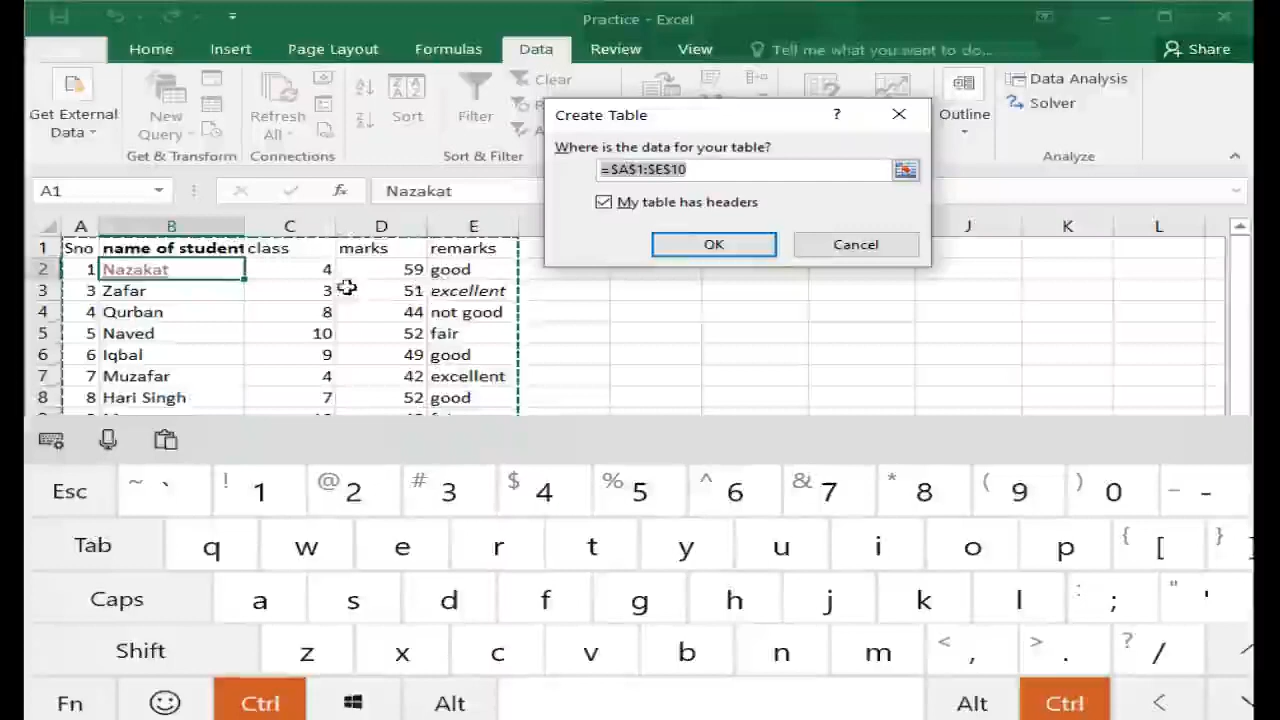 Practice - Excel
Home Insert Page Layout Formulas Data Review View Tell me what you want to do... Share
Get External Data
New Query
Refresh All
Sort
Filter
Clear
Outline
Data Analysis
Solver
Get & Transform Connections Sort & Filter Analyze
Create Table
?
Where is the data for your table?
=$A$1:$E$10
My table has headers
OK Cancel
A1 fx Nazakat
A B C D E J K L
1 Sno name of student class marks remarks
2 1 Nazakat 4 59 good
3 3 Zafar 3 51 excellent
4 4 Qurban 8 44 not good
5 5 Naved 10 52 fair
6 6 Iqbal 9 49 good
7 7 Muzafar 4 42 excellent
8 8 Hari Singh 7 52 good
Esc ~ ` ! 1 @ 2 # 3 $ 4 % 5 ^ 6 & 7 * 8 ( 9 ) 0 _ -
Tab q w e r t y u i o p { [ } ]
Caps a s d f g h j k l : ; " '
Shift z x c v b n m < , > . ? /
Fn Ctrl Alt Alt Ctrl <